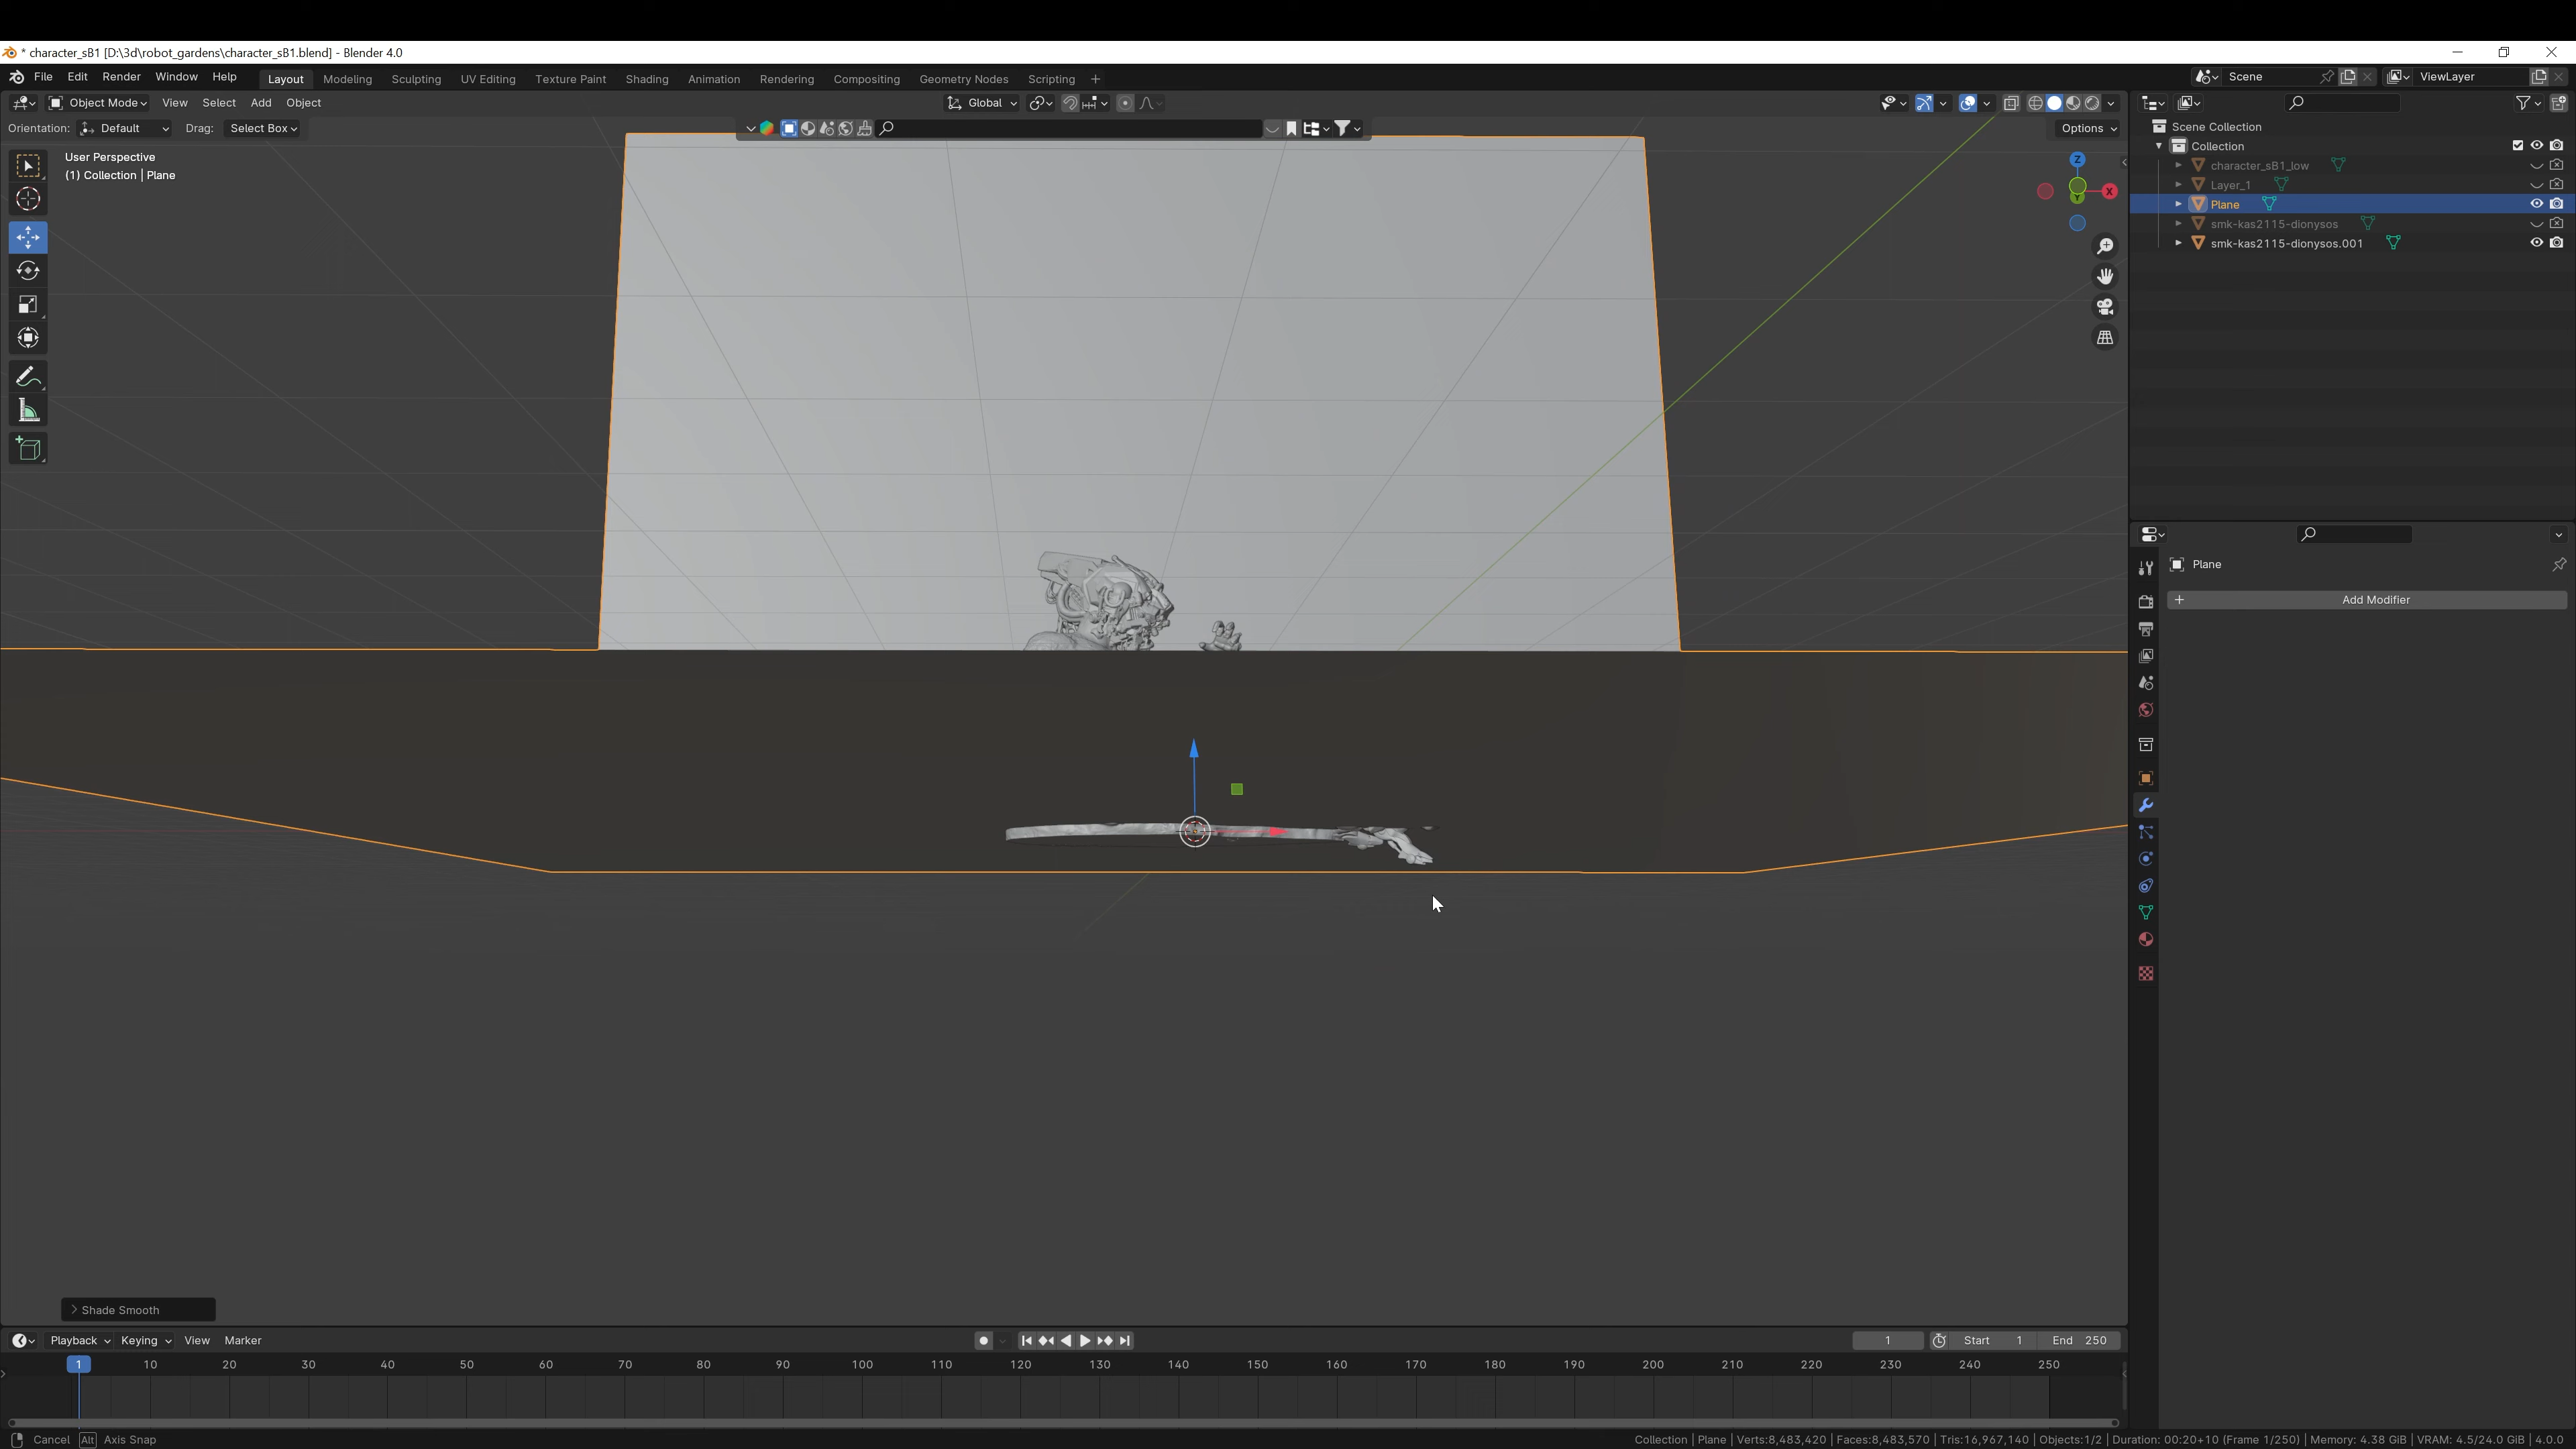 * character_sB1 [D:\3d\robot_gardens\character_sB1.blend] - Blender 4.0
File Edit Render Window Help Layout Modeling Sculpting UV Editing Texture Paint Shading Animation Rendering Compositing Geometry Nodes Scripting + Scene ViewLayer
Object Mode View Select Add Object Global
Orientation: Default Drag: Select Box Options
User Perspective
(1) Collection | Plane
Z
X
Y
Scene Collection
Collection
character_sB1_low
Layer_1
Plane
smk-kas2115-dionysos
smk-kas2115-dionysos.001
Plane
+ Add Modifier
> Shade Smooth
Playback Keying View Marker 1 Start 1 End 250
1 10 20 30 40 50 60 70 80 90 100 110 120 130 140 150 160 170 180 190 200 210 220 230 240 250
Cancel Alt Axis Snap Collection | Plane | Verts:8,483,420 | Faces:8,483,570 | Tris:16,967,140 | Objects:1/2 | Duration: 00:20+10 (Frame 1/250) | Memory: 4.38 GiB | VRAM: 4.5/24.0 GiB | 4.0.0